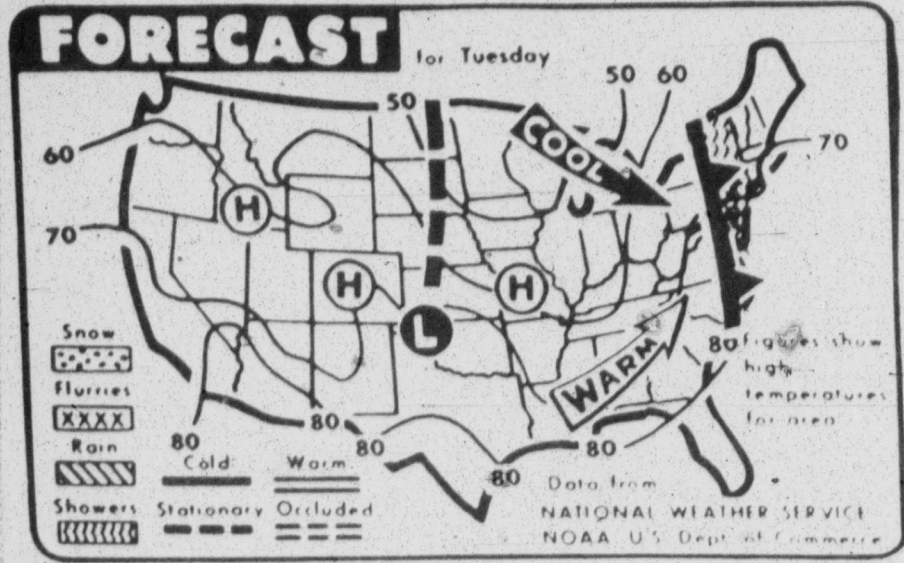 FORECAST
for Tuesday
50 60
50
COOL
60
70
H
70
H
H
L
Snow
80 Figures show
high
WARM
Flurries
temperatures
for area
XXXX
80
Rain
80
80
80
80
Cold
Warm
Data from
Showers
Stationary
Occluded
NATIONAL WEATHER SERVICE
NOAA U S Dept of Commerce